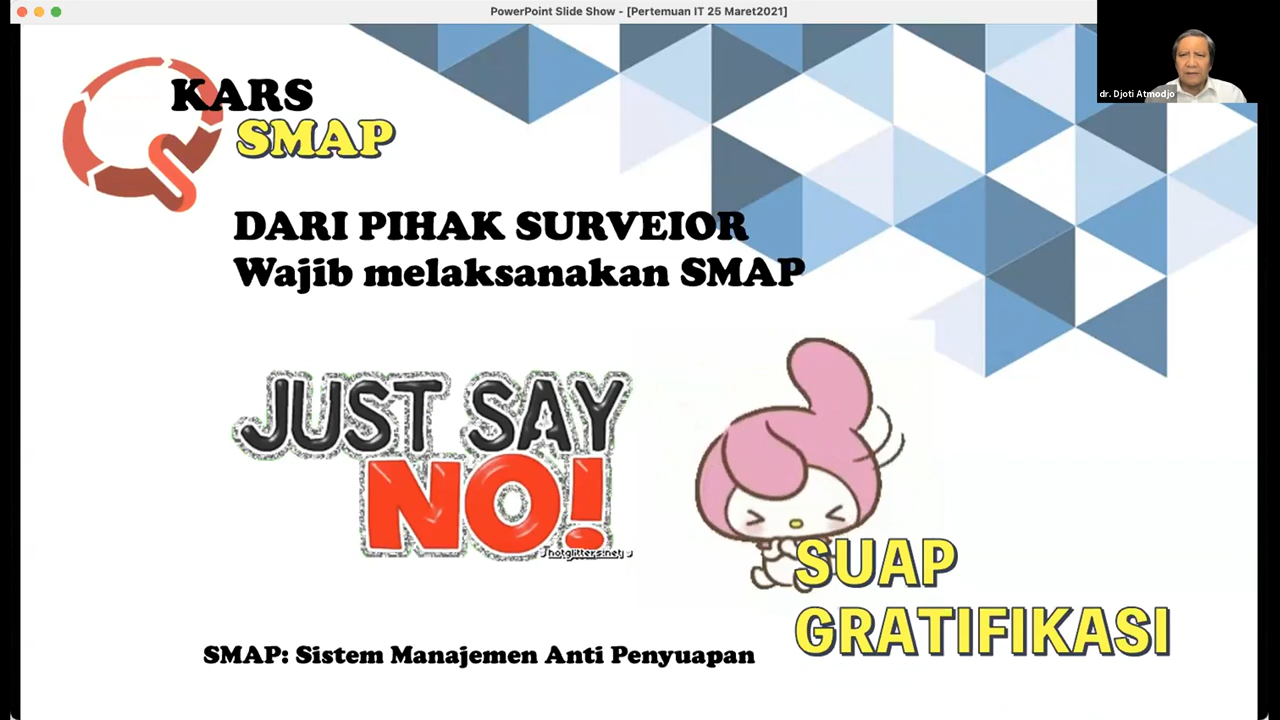 PowerPoint Slide Show - [Pertemuan IT 25 Maret2021]
dr. Djoti Atmodjo
KARS
SMAP
DARI PIHAK SURVEIOR
Wajib melaksanakan SMAP
JUST SAY
NO!
hotglitters.net
SUAP
GRATIFIKASI
SMAP: Sistem Manajemen Anti Penyuapan